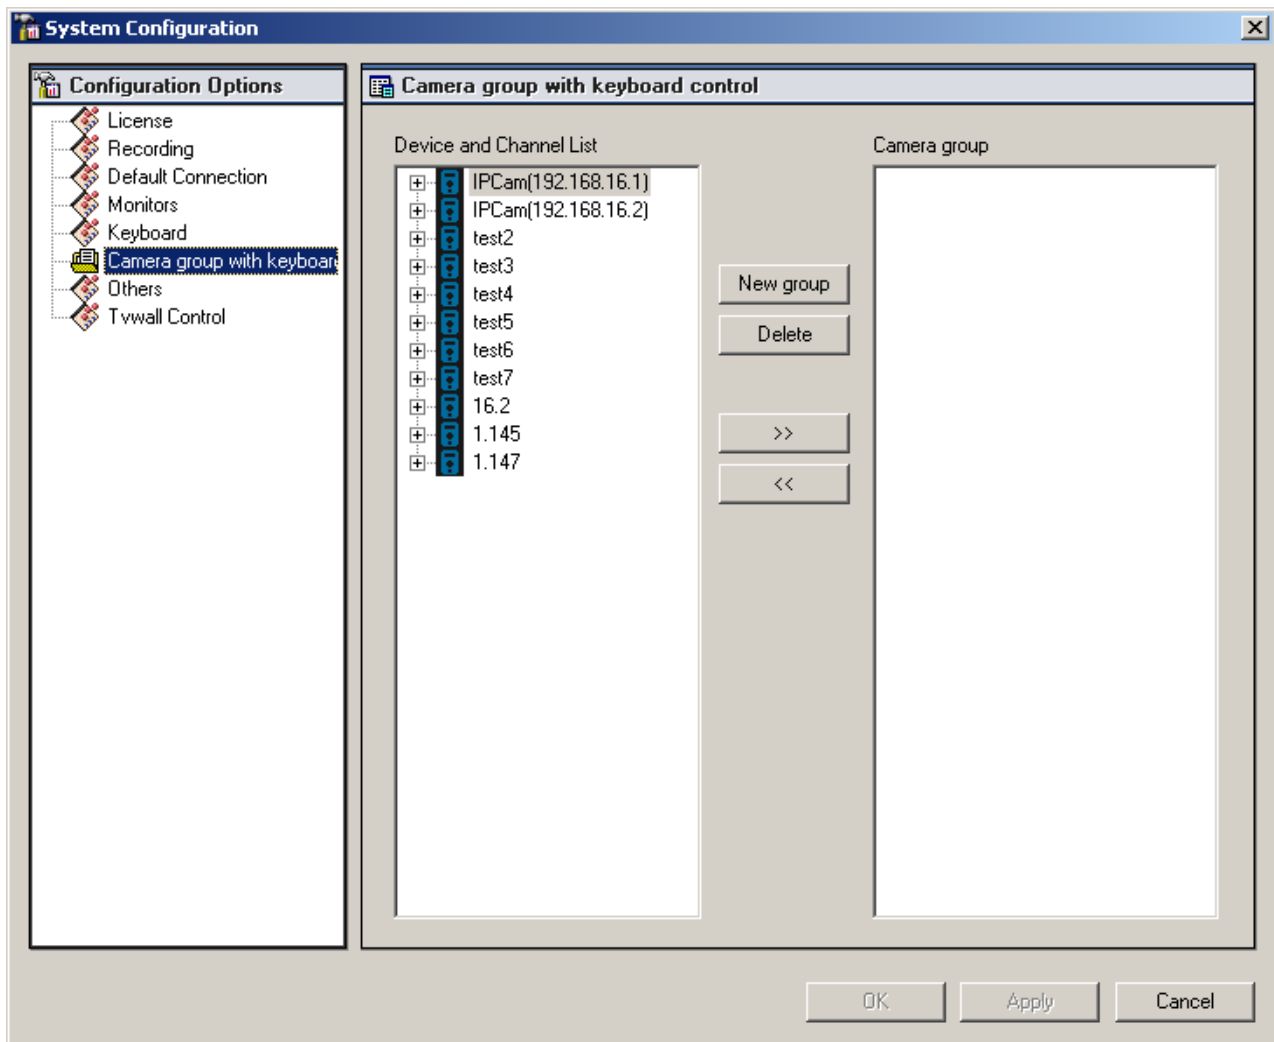 System Configuration
Configuration Options
License
Recording
Default Connection
Monitors
Keyboard
Camera group with keyboar
Others
Tvwall Control
Camera group with keyboard control
Device and Channel List
IPCam(192.168.16.1)
IPCam(192.168.16.2)
test2
test3
test4
test5
test6
test7
16.2
1.145
1.147
New group
Delete
>>
<<
Camera group
OK
Apply
Cancel